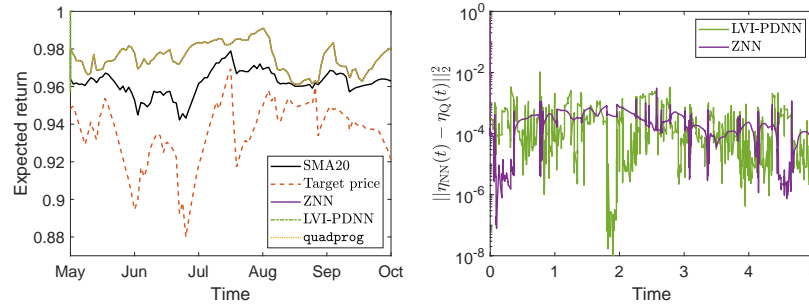 Expected return
1
0.98
0.96
0.94
0.92
0.9
0.88
May
Jun
Jul
Aug
Sep
Oct
Time
SMA20
Target price
ZNN
LVI-PDNN
quadprog
||η_NN(t) − η_Q(t)||_2^2
10^0
10^-2
10^-4
10^-6
10^-8
0
1
2
3
4
Time
LVI-PDNN
ZNN